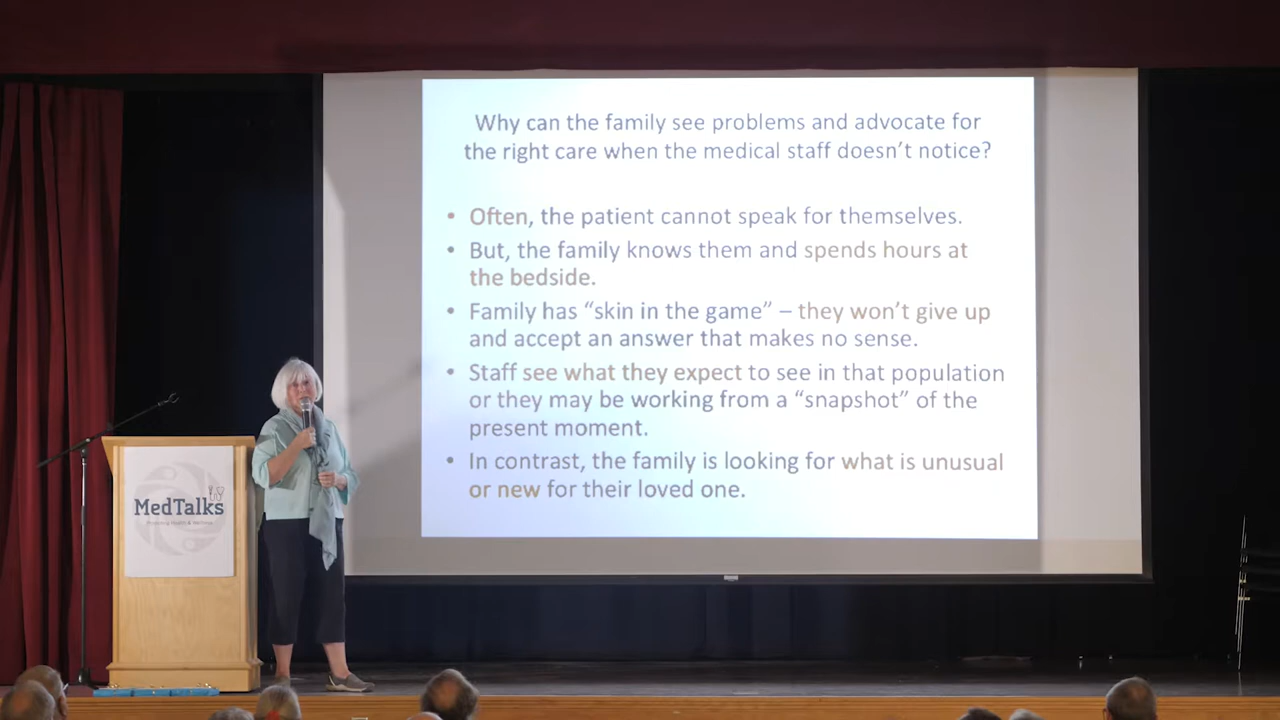 Why can the family see problems and advocate for
the right care when the medical staff doesn't notice?
• Often, the patient cannot speak for themselves.
• But, the family knows them and spends hours at
the bedside.
• Family has “skin in the game” – they won't give up
and accept an answer that makes no sense.
• Staff see what they expect to see in that population
or they may be working from a “snapshot” of the
present moment.
• In contrast, the family is looking for what is unusual
or new for their loved one.
MedTalks
Health & Wellness